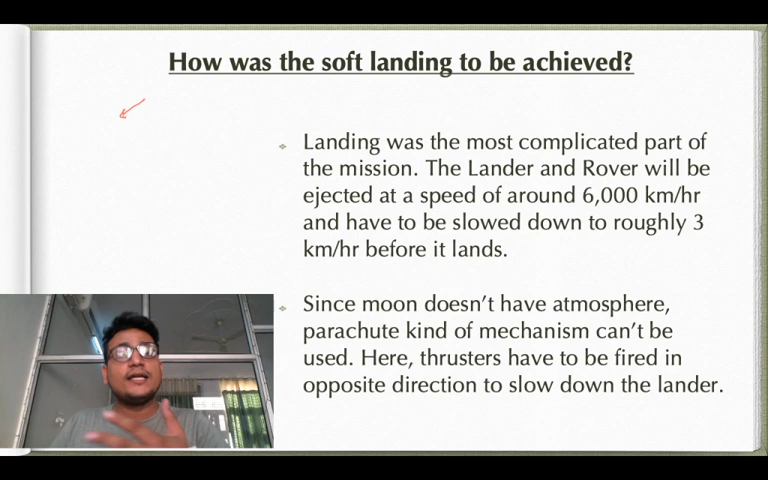 How was the soft landing to be achieved?
Landing was the most complicated part of
the mission. The Lander and Rover will be
ejected at a speed of around 6,000 km/hr
and have to be slowed down to roughly 3
km/hr before it lands.
Since moon doesn't have atmosphere,
parachute kind of mechanism can't be
used. Here, thrusters have to be fired in
opposite direction to slow down the lander.